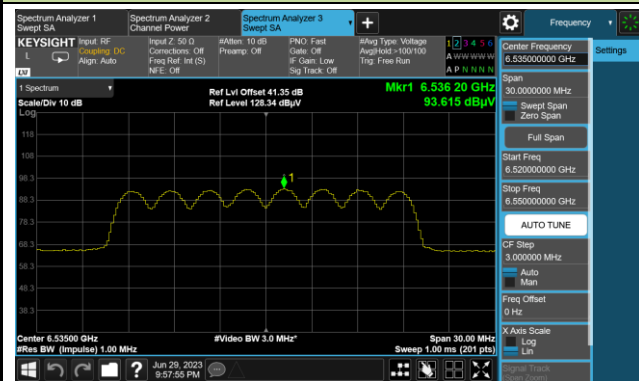 Spectrum Analyzer 1
Swept SA
Spectrum Analyzer 2
Channel Power
Spectrum Analyzer 3
Swept SA
Frequency
KEYSIGHT
L
LXI
Input: RF
Coupling: DC
Align: Auto
Input Z: 50 Ω
Corrections: Off
Freq Ref: Int (S)
NFE: Off
#Atten: 10 dB
Preamp: Off
PNO: Fast
Gate: Off
IF Gain: Low
Sig Track: Off
#Avg Type: Voltage
Avg|Hold:>100/100
Trig: Free Run
1 2 3 4 5 6
A W W W W W
A P N N N N
1 Spectrum
Scale/Div 10 dB
Log
Ref Lvl Offset 41.35 dB
Ref Level 128.34 dBµV
Mkr1 6.536 20 GHz
93.615 dBµV
118
108
98.3
88.3
78.3
68.3
58.3
48.3
38.3
1
Center 6.53500 GHz
#Res BW (Impulse) 1.00 MHz
#Video BW 3.0 MHz*
Span 30.00 MHz
Sweep 1.00 ms (201 pts)
Jun 29, 2023
9:57:55 PM
Center Frequency
6.535000000 GHz
Span
30.0000000 MHz
Swept Span
Zero Span
Full Span
Start Freq
6.520000000 GHz
Stop Freq
6.550000000 GHz
AUTO TUNE
CF Step
3.000000 MHz
Auto
Man
Freq Offset
0 Hz
X Axis Scale
Log
Lin
Signal Track
(Span Zoom)
Settings